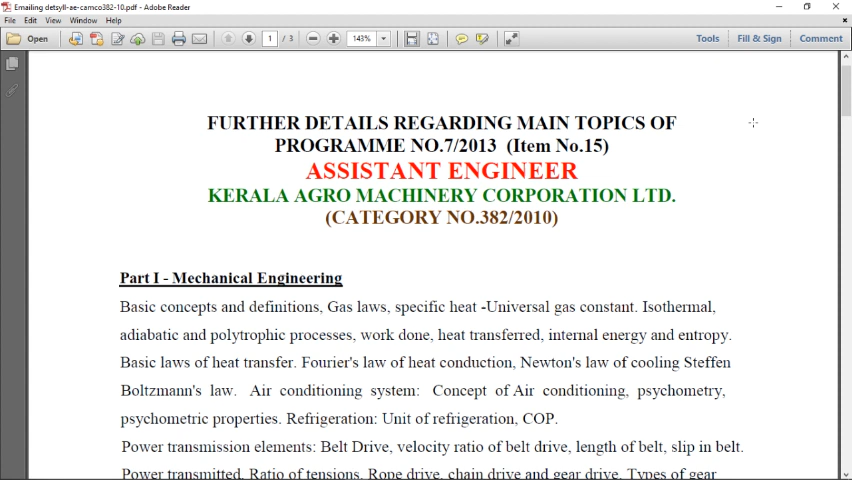 Emailing detsyll-ae-camco382-10.pdf - Adobe Reader
File Edit View Window Help
Open 1 / 3 143% Tools Fill & Sign Comment
FURTHER DETAILS REGARDING MAIN TOPICS OF
PROGRAMME NO.7/2013 (Item No.15)
ASSISTANT ENGINEER
KERALA AGRO MACHINERY CORPORATION LTD.
(CATEGORY NO.382/2010)
Part I - Mechanical Engineering
Basic concepts and definitions, Gas laws, specific heat -Universal gas constant. Isothermal,
adiabatic and polytrophic processes, work done, heat transferred, internal energy and entropy.
Basic laws of heat transfer. Fourier's law of heat conduction, Newton's law of cooling Steffen
Boltzmann's law. Air conditioning system: Concept of Air conditioning, psychometry,
psychometric properties. Refrigeration: Unit of refrigeration, COP.
Power transmission elements: Belt Drive, velocity ratio of belt drive, length of belt, slip in belt.
Power transmitted, Ratio of tensions, Rope drive, chain drive and gear drive, Types of gear